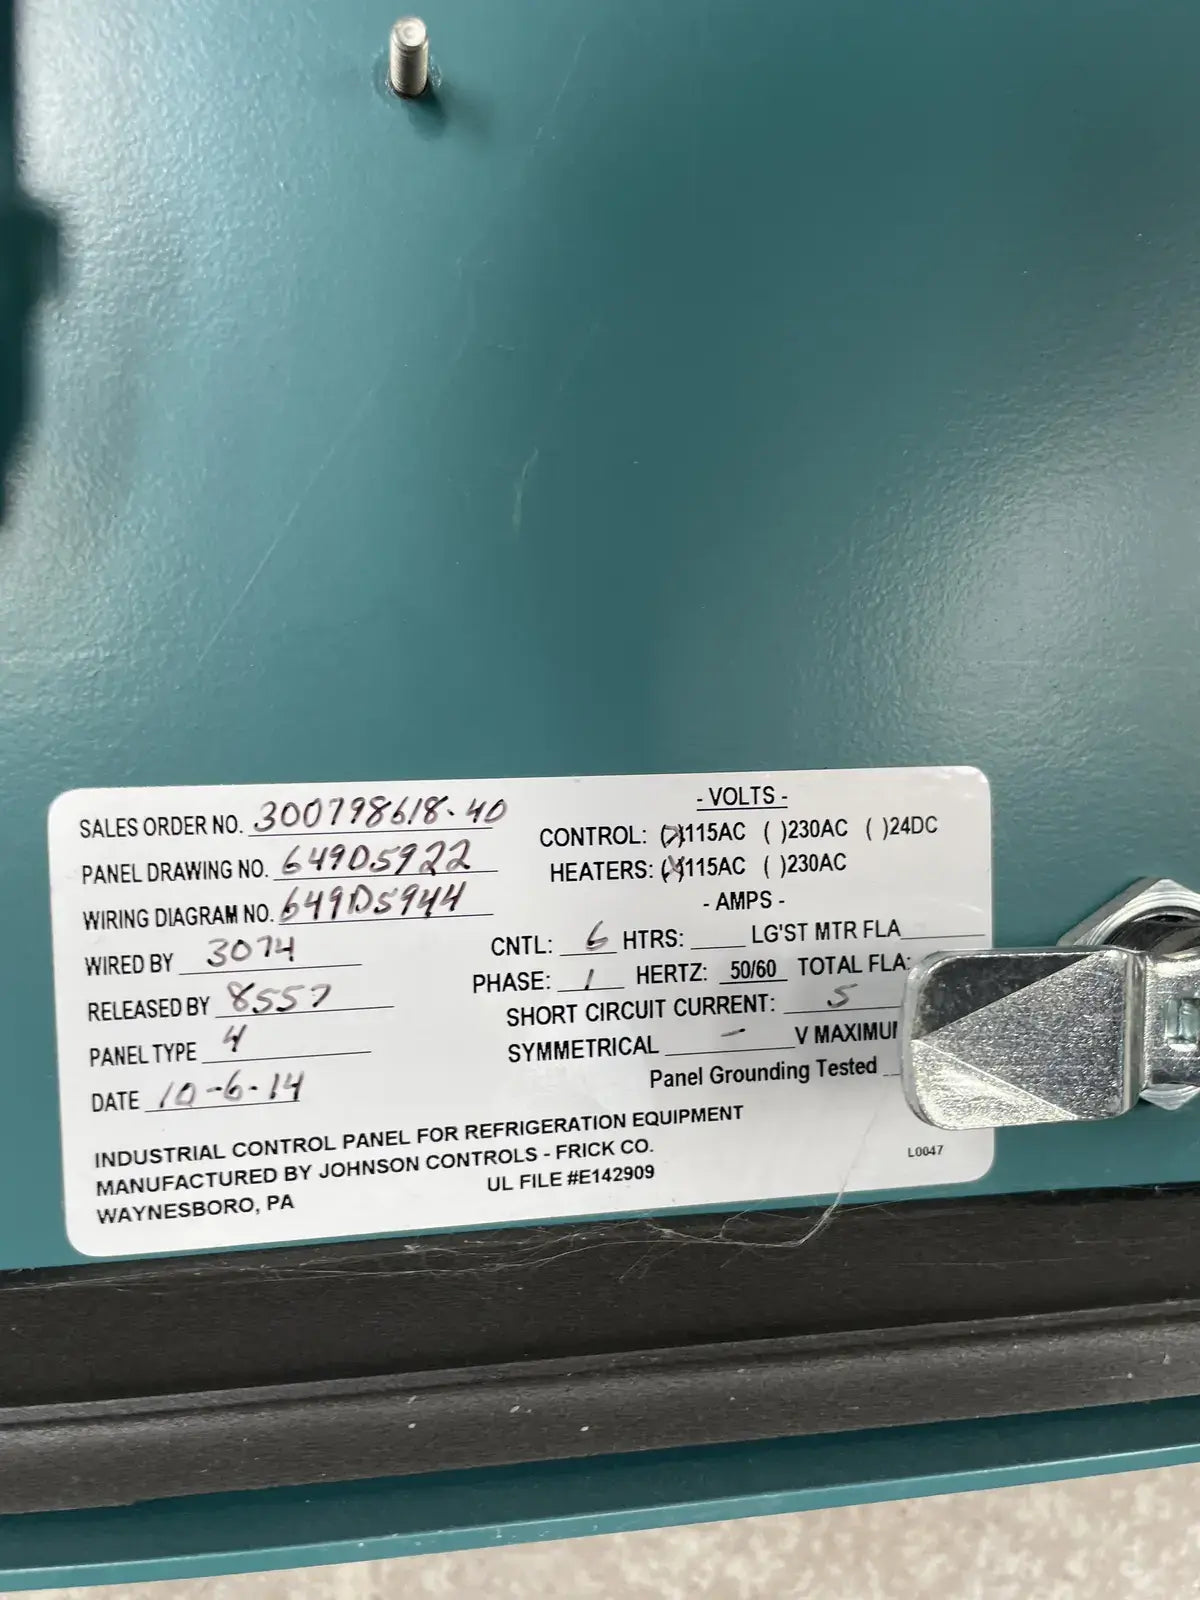 SALES ORDER NO. 300798618-40
PANEL DRAWING NO. 649D5922
WIRING DIAGRAM NO. 649D5944
WIRED BY 3074
RELEASED BY 8557
PANEL TYPE 4
DATE 10-6-14
- VOLTS -
CONTROL: (X)115AC ( )230AC ( )24DC
HEATERS: (X)115AC ( )230AC
- AMPS -
CNTL: 6 HTRS: ____ LG'ST MTR FLA ____
PHASE: 1 HERTZ: 50/60 TOTAL FLA:
SHORT CIRCUIT CURRENT: 5
SYMMETRICAL - V
Panel Grounding Tested
INDUSTRIAL CONTROL PANEL FOR REFRIGERATION EQUIPMENT
MANUFACTURED BY JOHNSON CONTROLS - FRICK CO.
WAYNESBORO, PA UL FILE #E142909
L0047